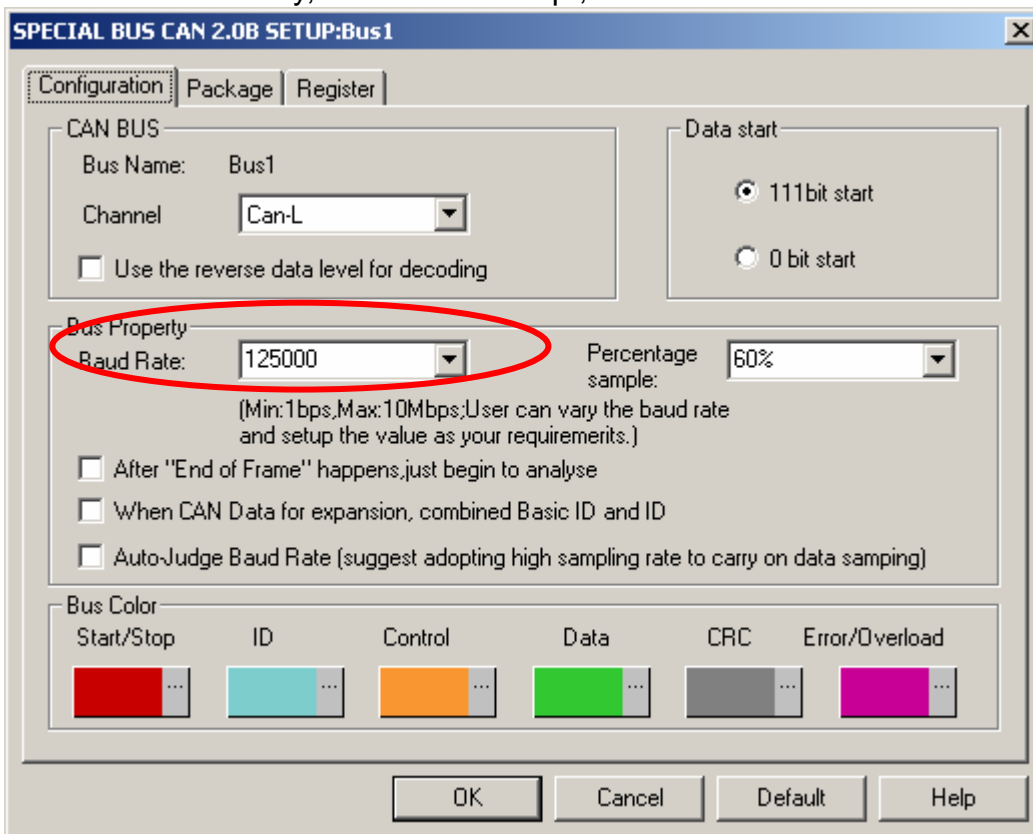 SPECIAL BUS CAN 2.0B SETUP:Bus1
Configuration Package Register
CAN BUS
Bus Name: Bus1
Channel Can-L
Use the reverse data level for decoding
Data start
111bit start
0 bit start
Bus Property
Baud Rate: 125000
Percentage sample: 60%
(Min:1bps,Max:10Mbps;User can vary the baud rate
and setup the value as your requiremerits.)
After "End of Frame" happens,just begin to analyse
When CAN Data for expansion, combined Basic ID and ID
Auto-Judge Baud Rate (suggest adopting high sampling rate to carry on data samping)
Bus Color
Start/Stop ID Control Data CRC Error/Overload
... ... ... ... ... ...
OK Cancel Default Help